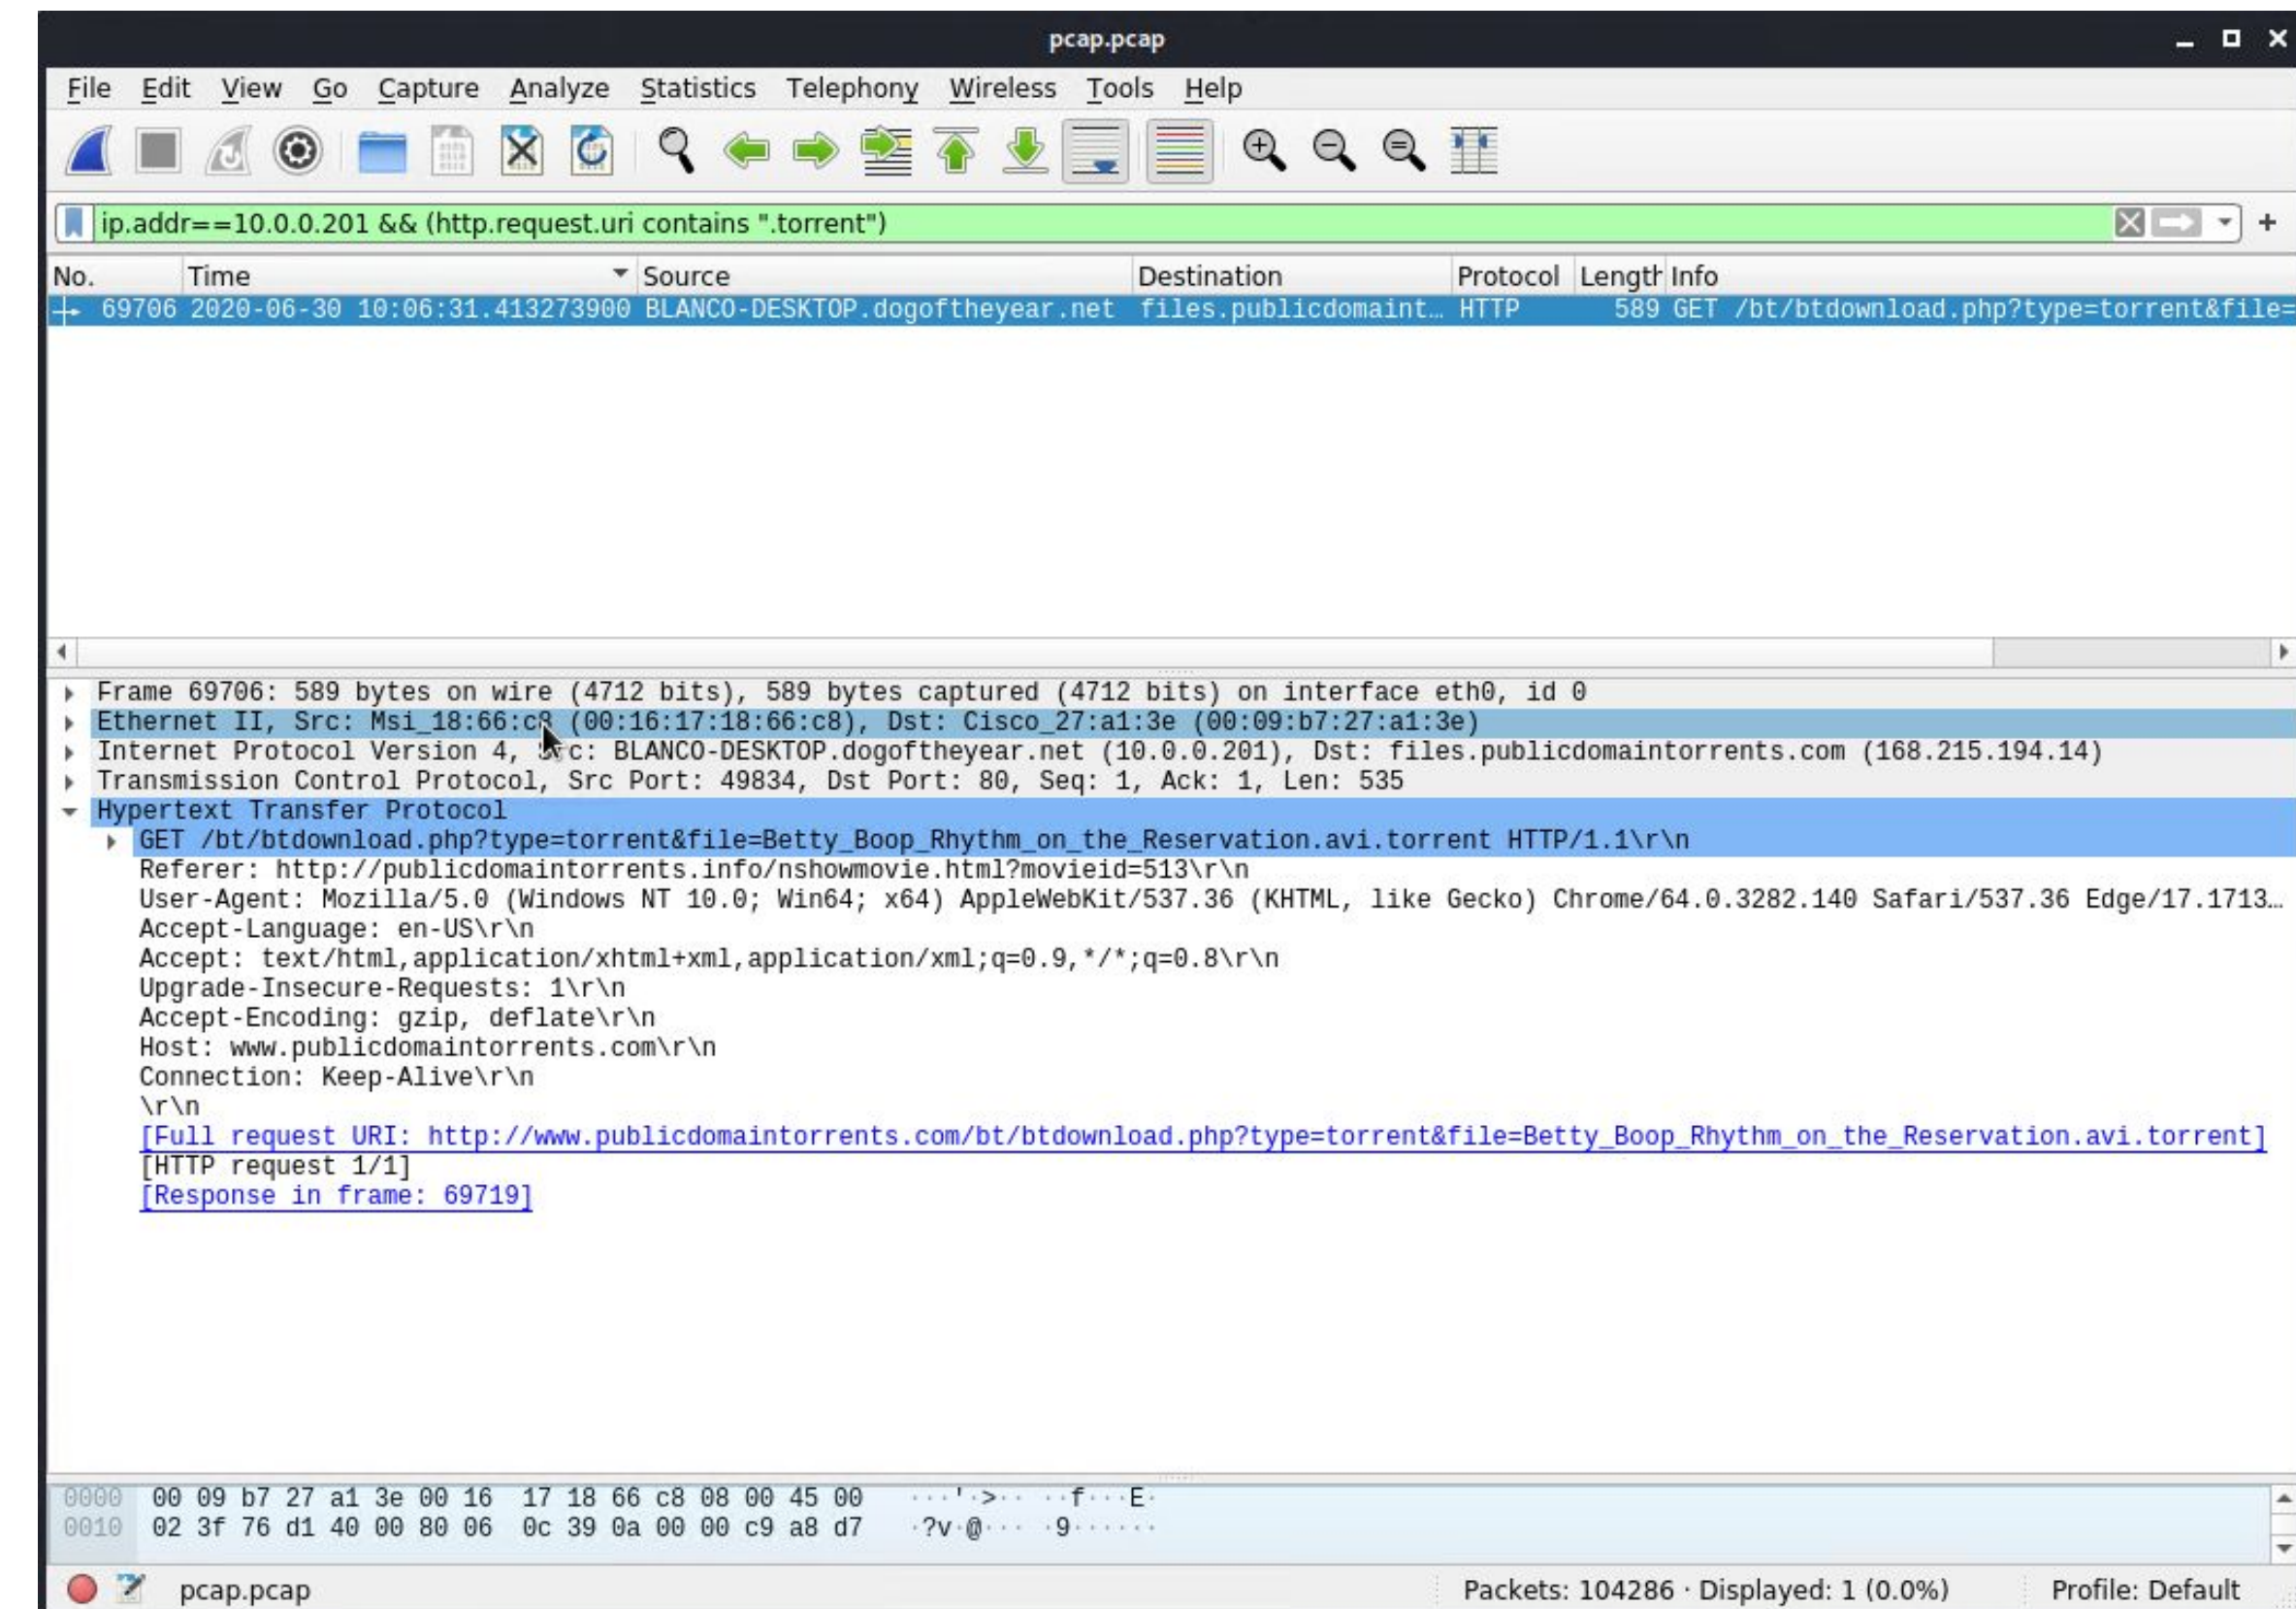 pcap.pcap
File Edit View Go Capture Analyze Statistics Telephony Wireless Tools Help
ip.addr==10.0.0.201 && (http.request.uri contains ".torrent")
+
No. Time Source Destination Protocol Length Info
69706 2020-06-30 10:06:31.413273900 BLANCO-DESKTOP.dogoftheyear.net files.publicdomaint… HTTP 589 GET /bt/btdownload.php?type=torrent&file=
Frame 69706: 589 bytes on wire (4712 bits), 589 bytes captured (4712 bits) on interface eth0, id 0
Ethernet II, Src: Msi_18:66:c8 (00:16:17:18:66:c8), Dst: Cisco_27:a1:3e (00:09:b7:27:a1:3e)
Internet Protocol Version 4, Src: BLANCO-DESKTOP.dogoftheyear.net (10.0.0.201), Dst: files.publicdomaintorrents.com (168.215.194.14)
Transmission Control Protocol, Src Port: 49834, Dst Port: 80, Seq: 1, Ack: 1, Len: 535
Hypertext Transfer Protocol
GET /bt/btdownload.php?type=torrent&file=Betty_Boop_Rhythm_on_the_Reservation.avi.torrent HTTP/1.1\r\n
Referer: http://publicdomaintorrents.info/nshowmovie.html?movieid=513\r\n
User-Agent: Mozilla/5.0 (Windows NT 10.0; Win64; x64) AppleWebKit/537.36 (KHTML, like Gecko) Chrome/64.0.3282.140 Safari/537.36 Edge/17.1713…
Accept-Language: en-US\r\n
Accept: text/html,application/xhtml+xml,application/xml;q=0.9,*/*;q=0.8\r\n
Upgrade-Insecure-Requests: 1\r\n
Accept-Encoding: gzip, deflate\r\n
Host: www.publicdomaintorrents.com\r\n
Connection: Keep-Alive\r\n
\r\n
[Full request URI: http://www.publicdomaintorrents.com/bt/btdownload.php?type=torrent&file=Betty_Boop_Rhythm_on_the_Reservation.avi.torrent]
[HTTP request 1/1]
[Response in frame: 69719]
0000 00 09 b7 27 a1 3e 00 16 17 18 66 c8 08 00 45 00 ···'·>·· ··f···E·
0010 02 3f 76 d1 40 00 80 06 0c 39 0a 00 00 c9 a8 d7 ·?v·@··· ·9······
pcap.pcap Packets: 104286 · Displayed: 1 (0.0%) Profile: Default